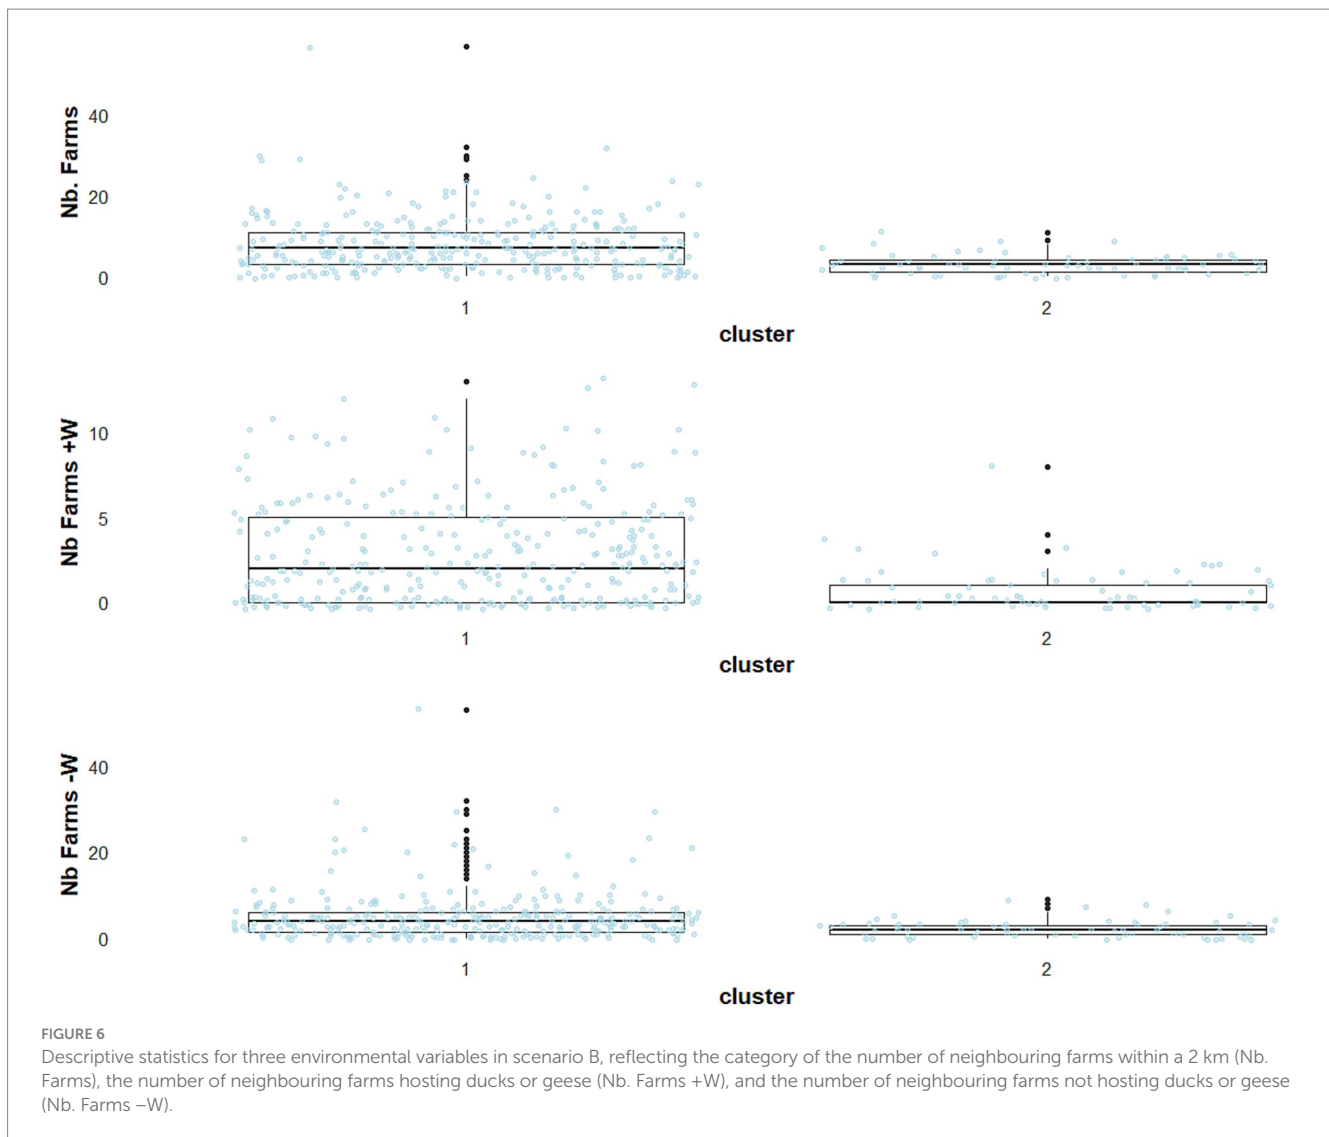 Nb. Farms
40
20
0
1
2
cluster
Nb Farms +W
10
5
0
1
2
cluster
Nb Farms -W
40
20
0
1
2
cluster
FIGURE 6
Descriptive statistics for three environmental variables in scenario B, reflecting the category of the number of neighbouring farms within a 2 km (Nb.
Farms), the number of neighbouring farms hosting ducks or geese (Nb. Farms +W), and the number of neighbouring farms not hosting ducks or geese
(Nb. Farms −W).